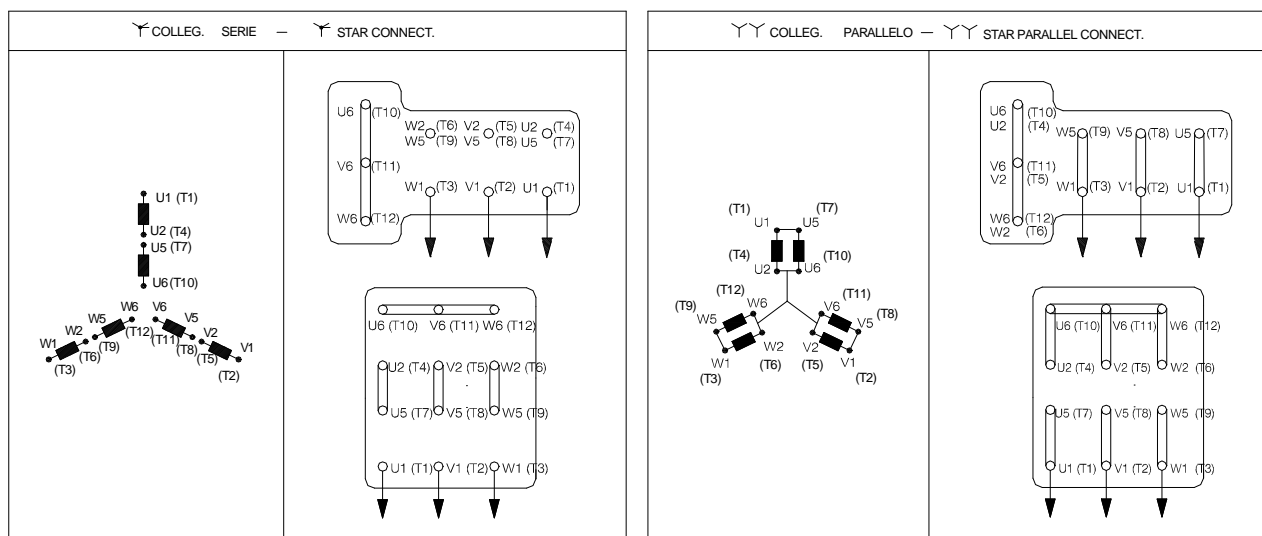 COLLEG. SERIE — STAR CONNECT.
U1 (T1)
U2 (T4)
U5 (T7)
U6 (T10)
W6 V6
W5 (T12) (T11) V5
W2 (T9) (T8) V2
W1 (T6) (T5) V1
(T3) (T2)
U6 (T10)
W2 (T6) V2 (T5) U2 (T4)
W5 (T9) V5 (T8) U5 (T7)
V6 (T11)
W1 (T3) V1 (T2) U1 (T1)
W6 (T12)
U6 (T10) V6 (T11) W6 (T12)
U2 (T4) V2 (T5) W2 (T6)
U5 (T7) V5 (T8) W5 (T9)
U1 (T1) V1 (T2) W1 (T3)
COLLEG. PARALLELO — STAR PARALLEL CONNECT.
(T1) (T7)
U1 U5
(T4) (T10)
U2 U6
(T12) (T11)
(T9) W6 V6 (T8)
W5 V5
W2 V2
W1 (T6) (T5) V1
(T3) (T2)
U6 (T10)
U2 (T4)
W5 (T9) V5 (T8) U5 (T7)
V6 (T11)
V2 (T5)
W1 (T3) V1 (T2) U1 (T1)
W6 (T12)
W2 (T6)
U6 (T10) V6 (T11) W6 (T12)
U2 (T4) V2 (T5) W2 (T6)
U5 (T7) V5 (T8) W5 (T9)
U1 (T1) V1 (T2) W1 (T3)